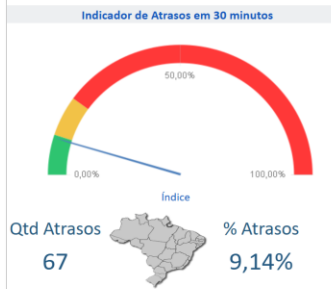 Indicador de Atrasos em 30 minutos
50,00%
0,00%
100,00%
Índice
Qtd Atrasos
% Atrasos
67
9,14%